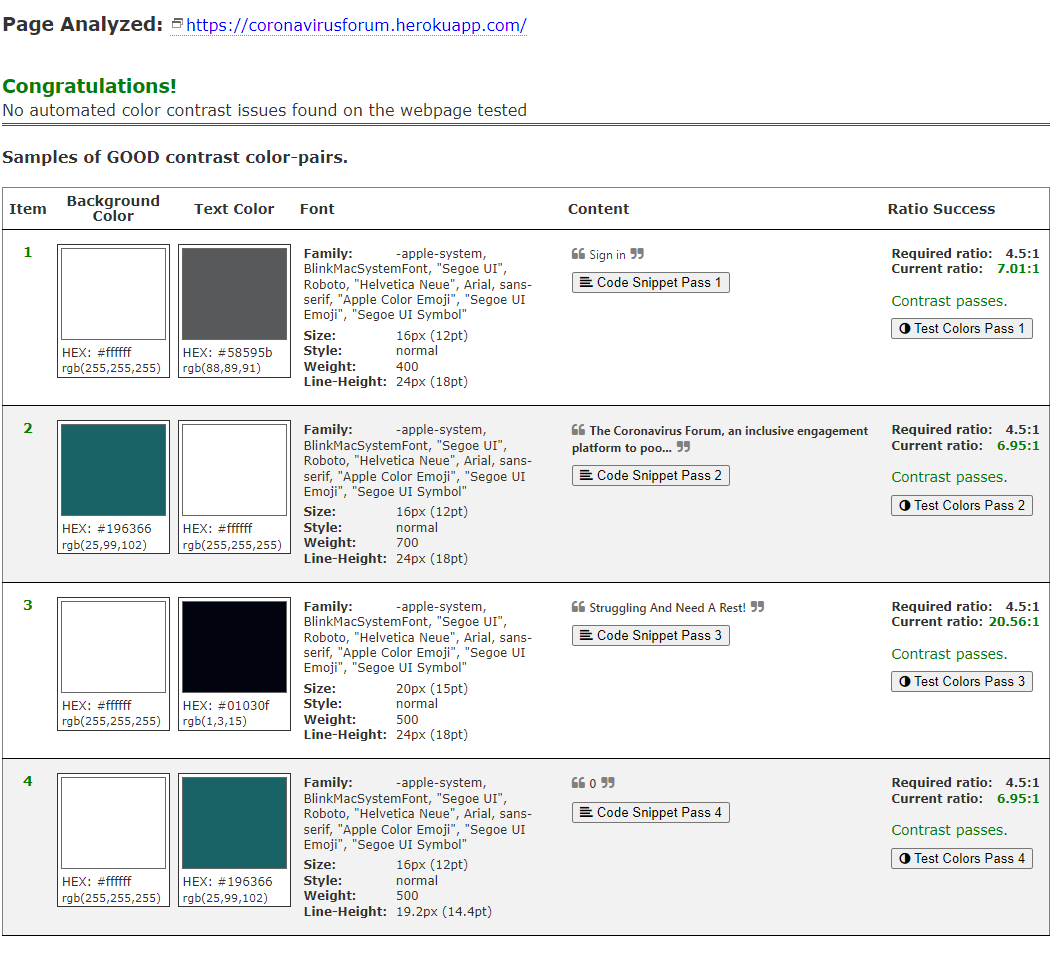 Page Analyzed: https://coronavirusforum.herokuapp.com/
Congratulations!
No automated color contrast issues found on the webpage tested
Samples of GOOD contrast color-pairs.
Item Background Color Text Color Font Content Ratio Success
1
HEX: #ffffff
rgb(255,255,255)
HEX: #58595b
rgb(88,89,91)
Family: -apple-system,
BlinkMacSystemFont, "Segoe UI",
Roboto, "Helvetica Neue", Arial, sans-
serif, "Apple Color Emoji", "Segoe UI
Emoji", "Segoe UI Symbol"
Size: 16px (12pt)
Style: normal
Weight: 400
Line-Height: 24px (18pt)
❝ Sign in ❞
Code Snippet Pass 1
Required ratio: 4.5:1
Current ratio: 7.01:1
Contrast passes.
Test Colors Pass 1
2
HEX: #196366
rgb(25,99,102)
HEX: #ffffff
rgb(255,255,255)
Family: -apple-system,
BlinkMacSystemFont, "Segoe UI",
Roboto, "Helvetica Neue", Arial, sans-
serif, "Apple Color Emoji", "Segoe UI
Emoji", "Segoe UI Symbol"
Size: 16px (12pt)
Style: normal
Weight: 700
Line-Height: 24px (18pt)
❝ The Coronavirus Forum, an inclusive engagement
platform to poo... ❞
Code Snippet Pass 2
Required ratio: 4.5:1
Current ratio: 6.95:1
Contrast passes.
Test Colors Pass 2
3
HEX: #ffffff
rgb(255,255,255)
HEX: #01030f
rgb(1,3,15)
Family: -apple-system,
BlinkMacSystemFont, "Segoe UI",
Roboto, "Helvetica Neue", Arial, sans-
serif, "Apple Color Emoji", "Segoe UI
Emoji", "Segoe UI Symbol"
Size: 20px (15pt)
Style: normal
Weight: 500
Line-Height: 24px (18pt)
❝ Struggling And Need A Rest! ❞
Code Snippet Pass 3
Required ratio: 4.5:1
Current ratio: 20.56:1
Contrast passes.
Test Colors Pass 3
4
HEX: #ffffff
rgb(255,255,255)
HEX: #196366
rgb(25,99,102)
Family: -apple-system,
BlinkMacSystemFont, "Segoe UI",
Roboto, "Helvetica Neue", Arial, sans-
serif, "Apple Color Emoji", "Segoe UI
Emoji", "Segoe UI Symbol"
Size: 16px (12pt)
Style: normal
Weight: 500
Line-Height: 19.2px (14.4pt)
❝ 0 ❞
Code Snippet Pass 4
Required ratio: 4.5:1
Current ratio: 6.95:1
Contrast passes.
Test Colors Pass 4